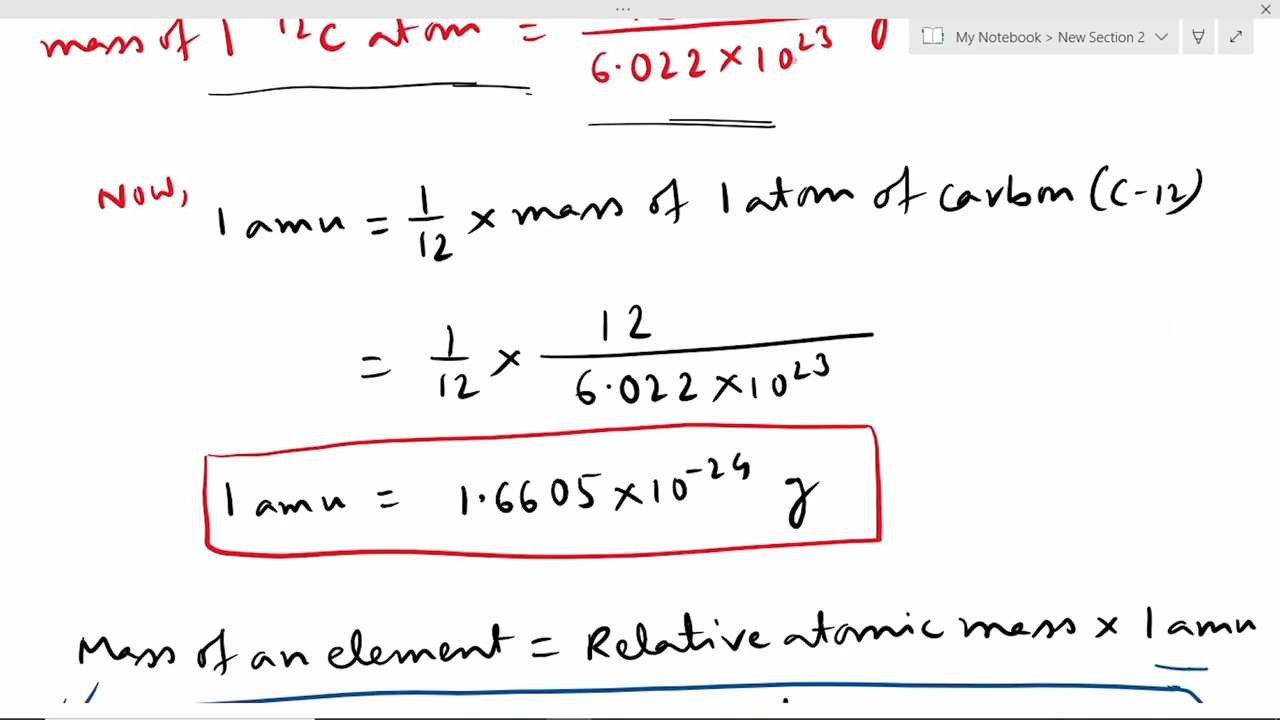 My Notebook > New Section 2
mass of 1 ¹²C atom = 12/6.022 × 10²³ g
Now,
1 amu = 1/12 × mass of 1 atom of carbon (C-12)
= 1/12 × 12/6.022 × 10²³
1 amu = 1.6605 × 10⁻²⁴ g
Mass of an element = Relative atomic mass × 1 amu